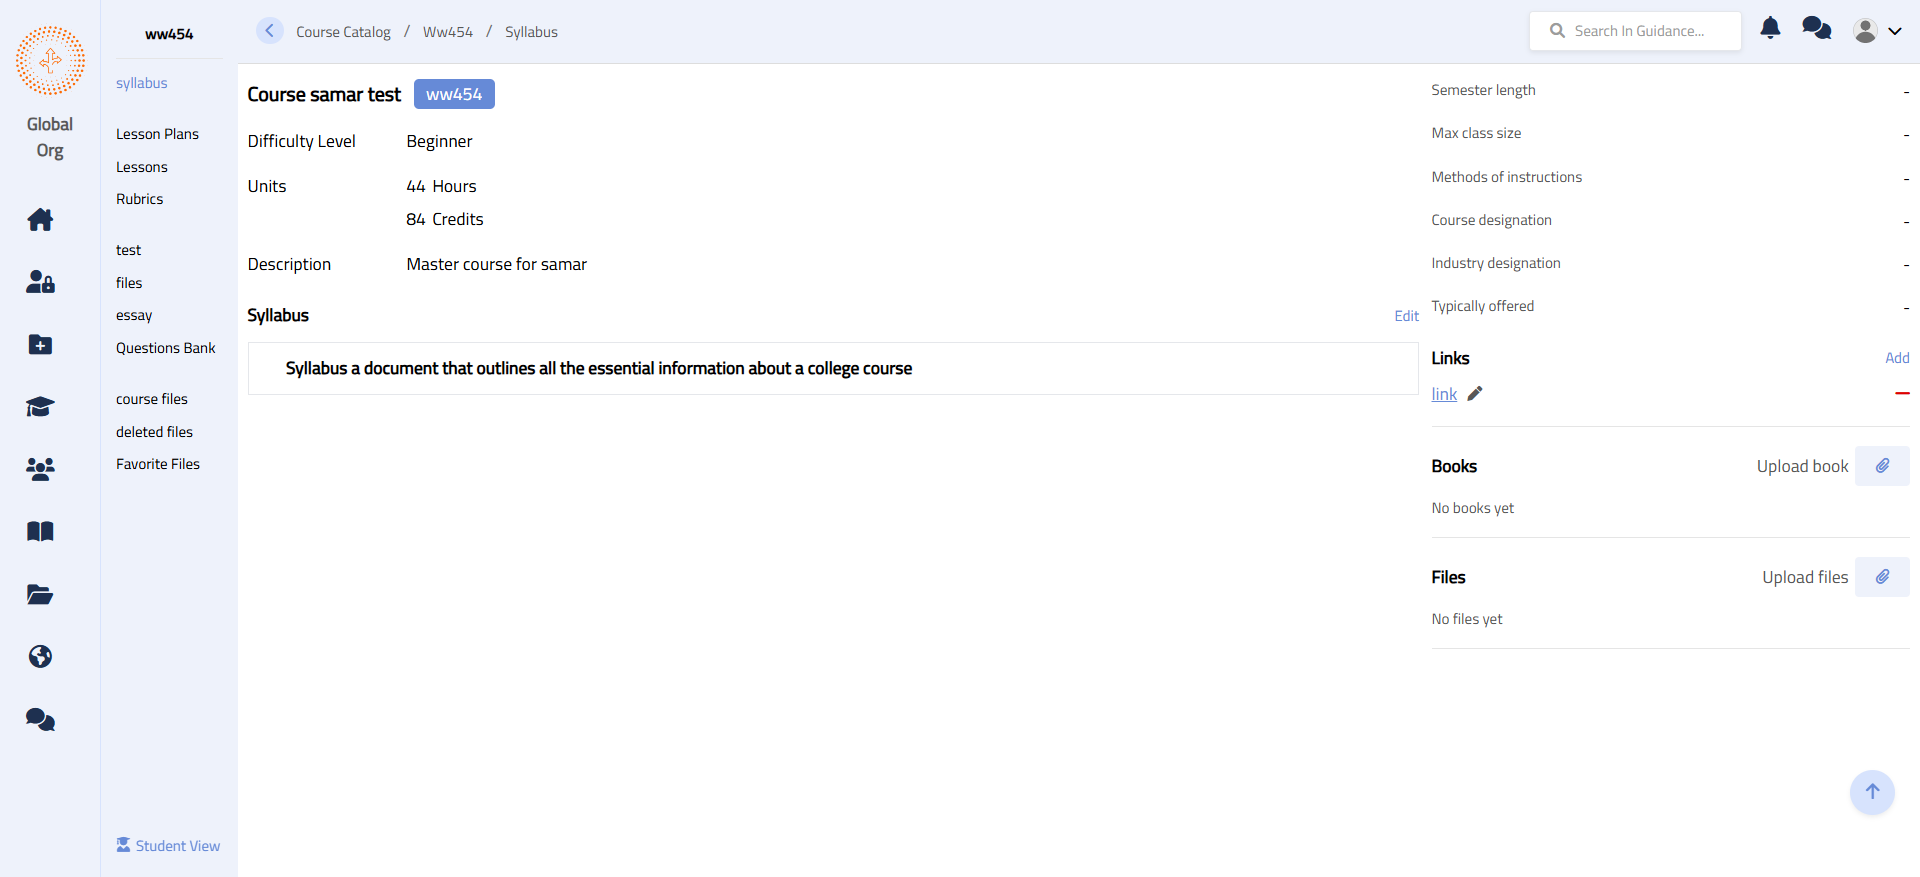 Global
Org
ww454
syllabus
Lesson Plans
Lessons
Rubrics
test
files
essay
Questions Bank
course files
deleted files
Favorite Files
Student View
Course Catalog / Ww454 / Syllabus
Search In Guidance...
Course samar test ww454
Difficulty Level Beginner
Units 44 Hours
84 Credits
Description Master course for samar
Syllabus Edit
Syllabus a document that outlines all the essential information about a college course
Semester length -
Max class size -
Methods of instructions -
Course designation -
Industry designation -
Typically offered -
Links Add
link
Books Upload book
No books yet
Files Upload files
No files yet